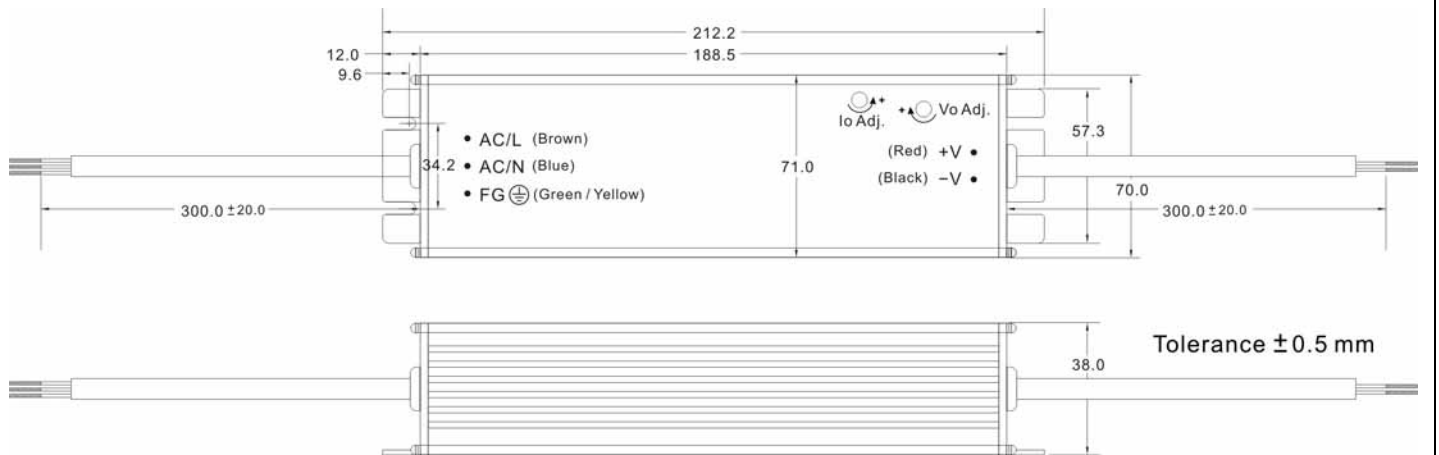 212.2
12.0
188.5
9.6
Io Adj.
+
+
Vo Adj.
57.3
• AC/L (Brown)
34.2
• AC/N (Blue)
71.0
(Red) +V •
(Black) −V •
70.0
• FG (Green / Yellow)
300.0 ±20.0
300.0 ±20.0
Tolerance ±0.5 mm
38.0